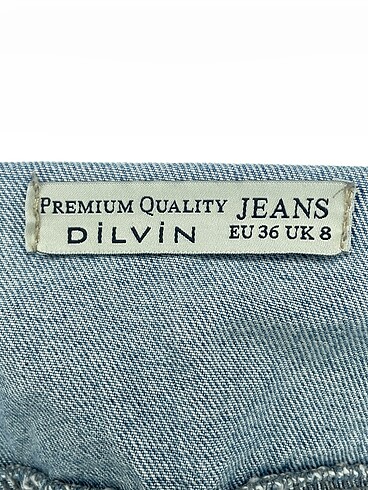 PREMIUM QUALITY JEANS
DİLVİN EU 36 UK 8